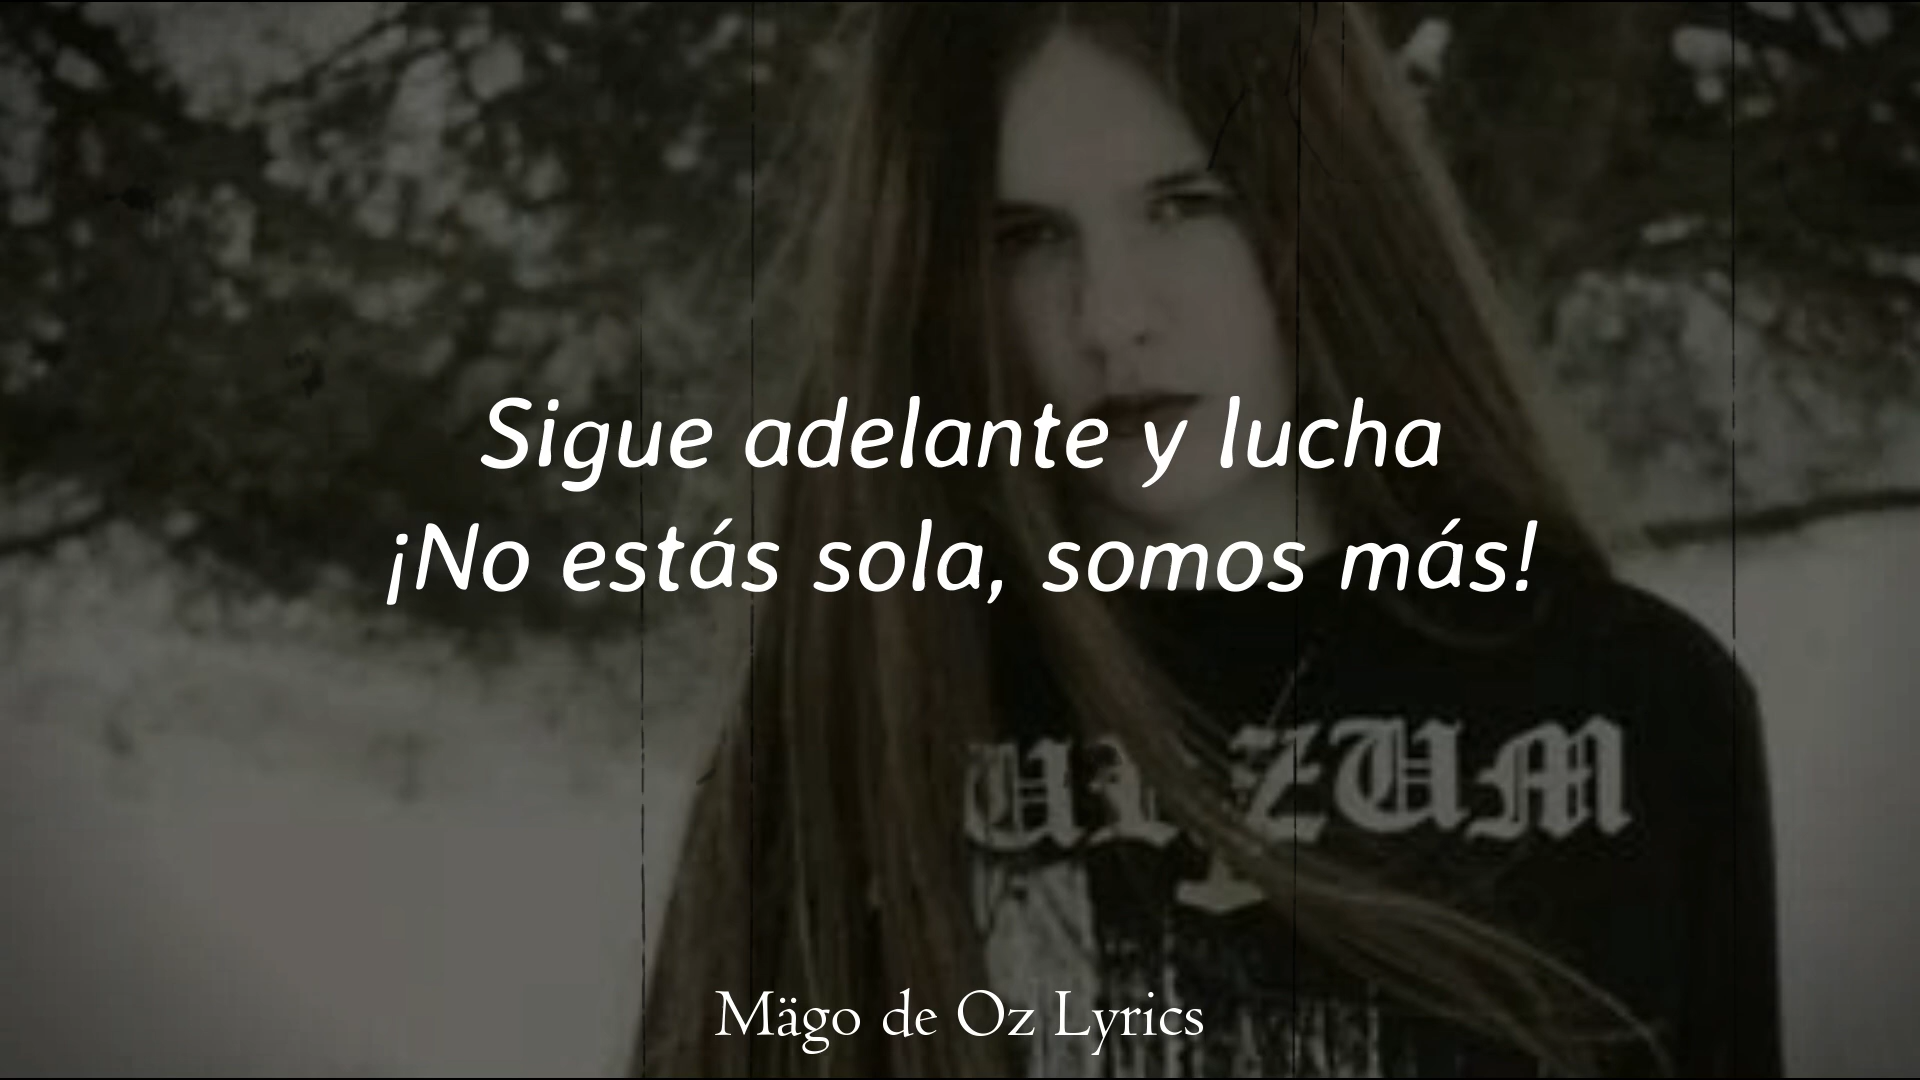 Sigue adelante y lucha
¡No estás sola, somos más!
Mägo de Oz Lyrics